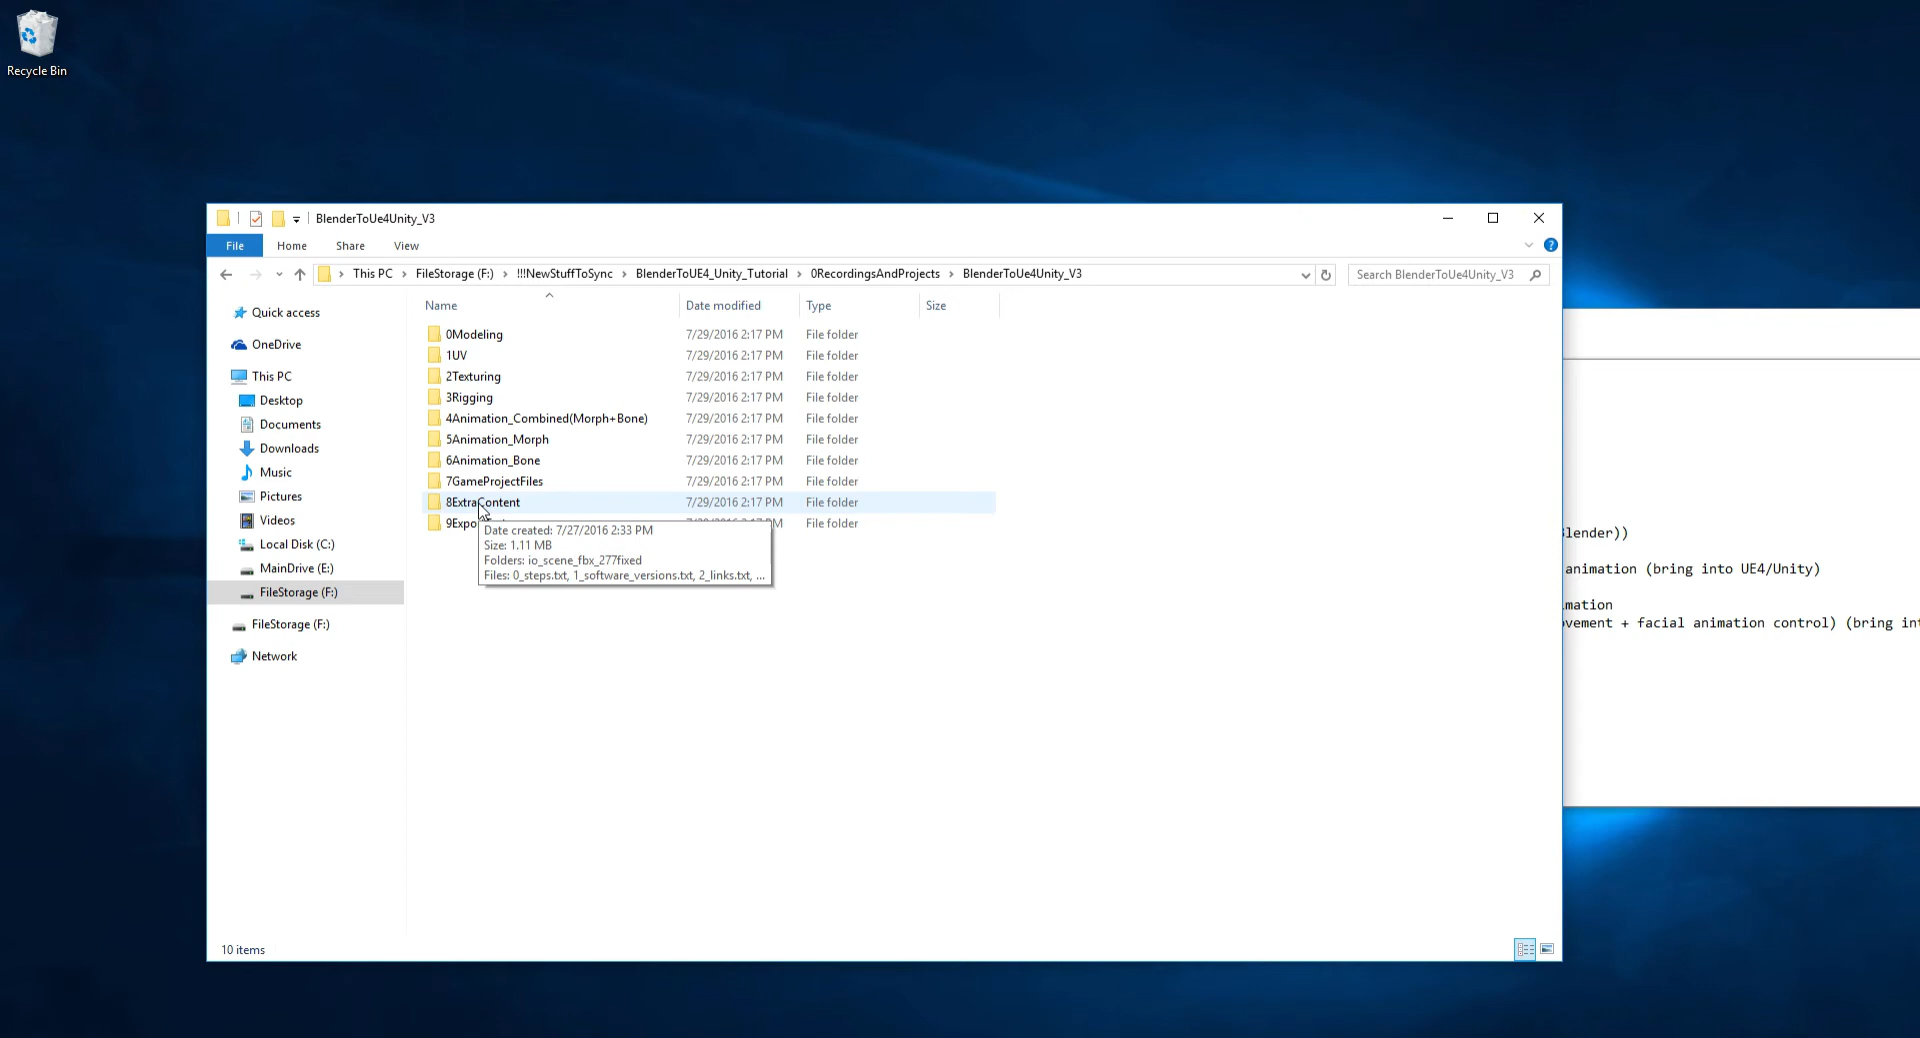 Recycle Bin
BlenderToUe4Unity_V3
File Home Share View
This PC FileStorage (F:) !!!NewStuffToSync BlenderToUE4_Unity_Tutorial 0RecordingsAndProjects BlenderToUe4Unity_V3
Search BlenderToUe4Unity_V3
Quick access
OneDrive
This PC
Desktop
Documents
Downloads
Music
Pictures
Videos
Local Disk (C:)
MainDrive (E:)
FileStorage (F:)
FileStorage (F:)
Network
Name Date modified Type Size
0Modeling 7/29/2016 2:17 PM File folder
1UV 7/29/2016 2:17 PM File folder
2Texturing 7/29/2016 2:17 PM File folder
3Rigging 7/29/2016 2:17 PM File folder
4Animation_Combined(Morph+Bone) 7/29/2016 2:17 PM File folder
5Animation_Morph 7/29/2016 2:17 PM File folder
6Animation_Bone 7/29/2016 2:17 PM File folder
7GameProjectFiles 7/29/2016 2:17 PM File folder
8ExtraContent 7/29/2016 2:17 PM File folder
9Expo File folder
Date created: 7/27/2016 2:33 PM
Size: 1.11 MB
Folders: io_scene_fbx_277fixed
Files: 0_steps.txt, 1_software_versions.txt, 2_links.txt, ...
10 items
lender))
animation (bring into UE4/Unity)
mation
vement + facial animation control) (bring int